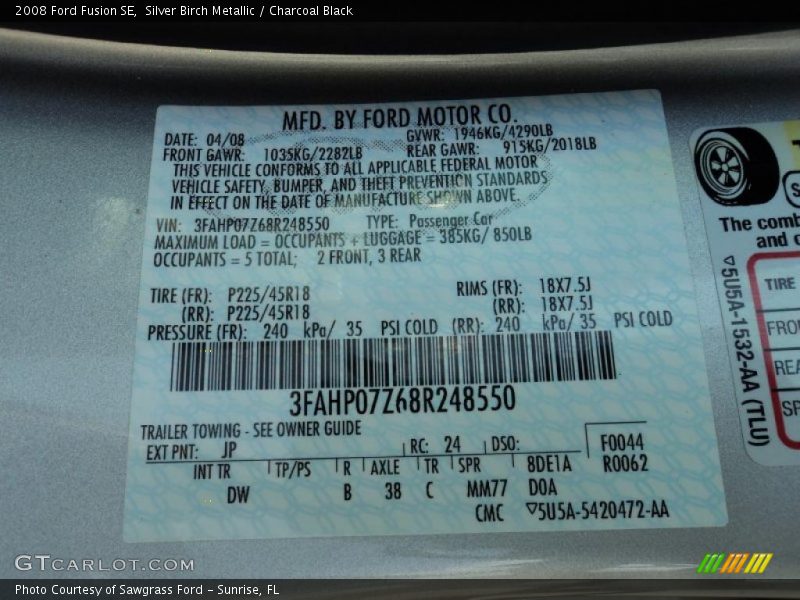 2008 Ford Fusion SE,  Silver Birch Metallic / Charcoal Black
MFD. BY FORD MOTOR CO.
DATE: 04/08 GVWR: 1946KG/4290LB
FRONT GAWR: 1035KG/2282LB REAR GAWR: 915KG/2018LB
THIS VEHICLE CONFORMS TO ALL APPLICABLE FEDERAL MOTOR
VEHICLE SAFETY, BUMPER, AND THEFT PREVENTION STANDARDS
IN EFFECT ON THE DATE OF MANUFACTURE SHOWN ABOVE.
VIN: 3FAHP07Z68R248550 TYPE: Passenger Car
MAXIMUM LOAD = OCCUPANTS + LUGGAGE = 385KG/ 850LB
OCCUPANTS = 5 TOTAL; 2 FRONT, 3 REAR
TIRE (FR): P225/45R18 RIMS (FR): 18X7.5J
(RR): P225/45R18 (RR): 18X7.5J
PRESSURE (FR): 240 kPa/ 35 PSI COLD (RR): 240 kPa/ 35 PSI COLD
3FAHP07Z68R248550
TRAILER TOWING - SEE OWNER GUIDE
EXT PNT: JP RC: 24 DSO: F0044
INT TR TP/PS R AXLE TR SPR 8DE1A R0062
DW B 38 C MM77 D0A
CMC ▽5U5A-5420472-AA
The comb
and c
▽5U5A-1532-AA (TLU)
TIRE
FRO
REA
SP
GTCARLOT.COM
Photo Courtesy of Sawgrass Ford - Sunrise, FL